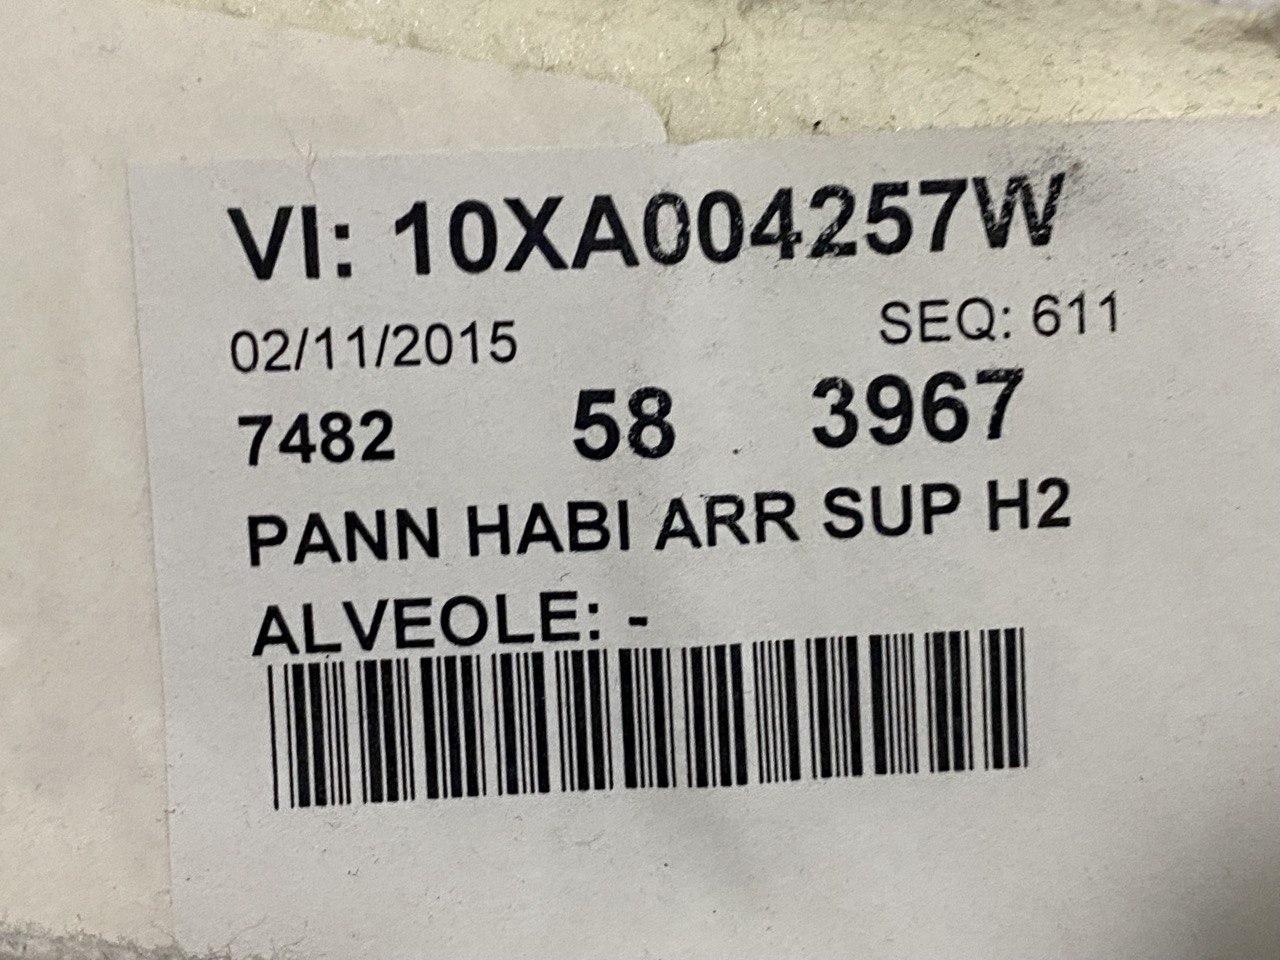 VI: 10XA004257W
02/11/2015 SEQ: 611
7482 58 3967
PANN HABI ARR SUP H2
ALVEOLE: -